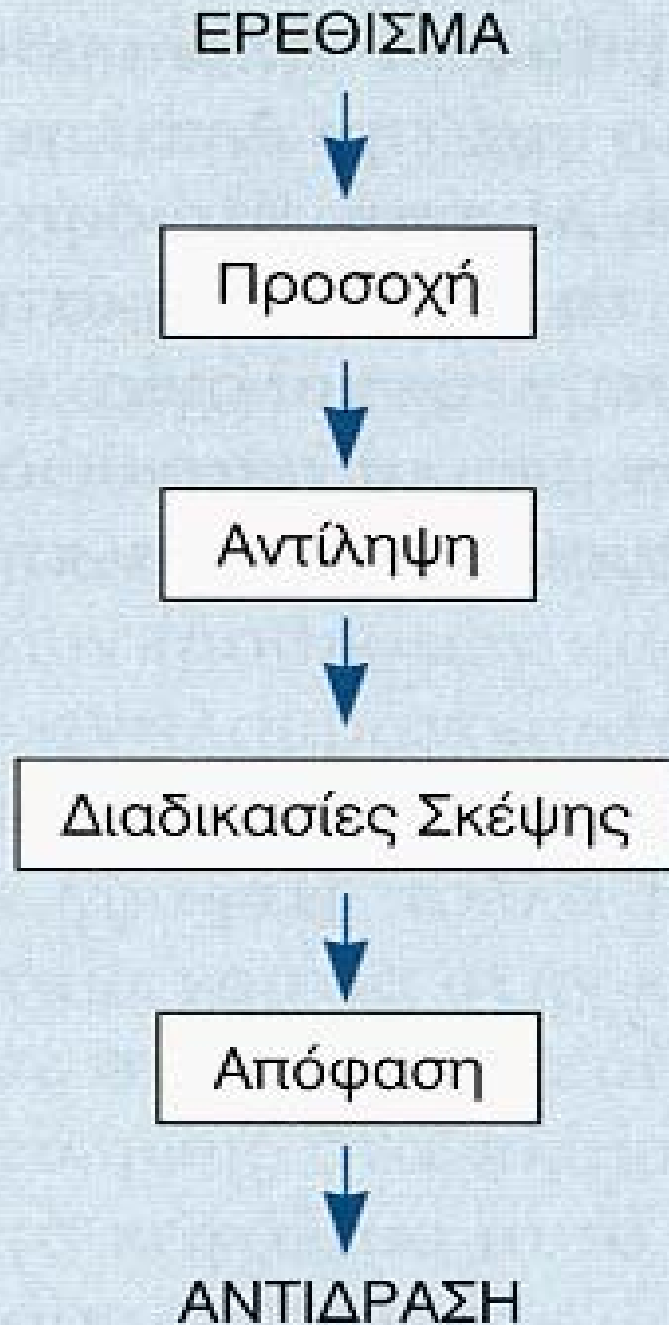 ΕΡΕΘΙΣΜΑ
Προσοχή
Αντίληψη
Διαδικασίες Σκέψης
Απόφαση
ΑΝΤΙΔΡΑΣΗ